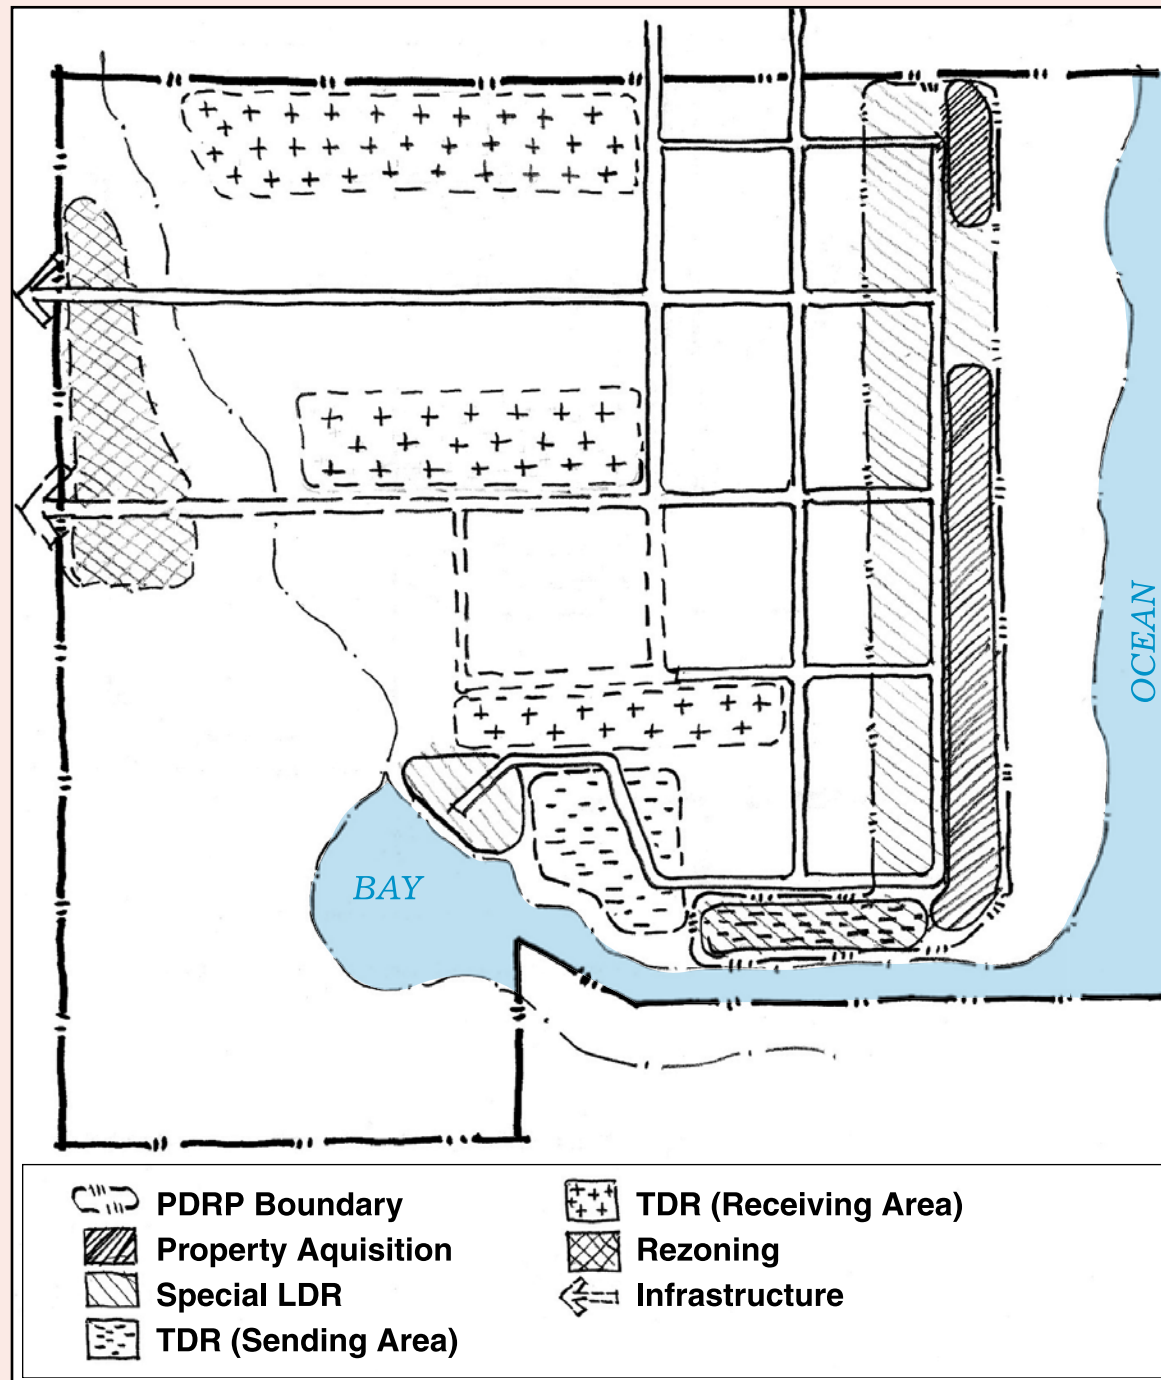 OCEAN
BAY
PDRP Boundary
Property Aquisition
Special LDR
TDR (Sending Area)
TDR (Receiving Area)
Rezoning
Infrastructure